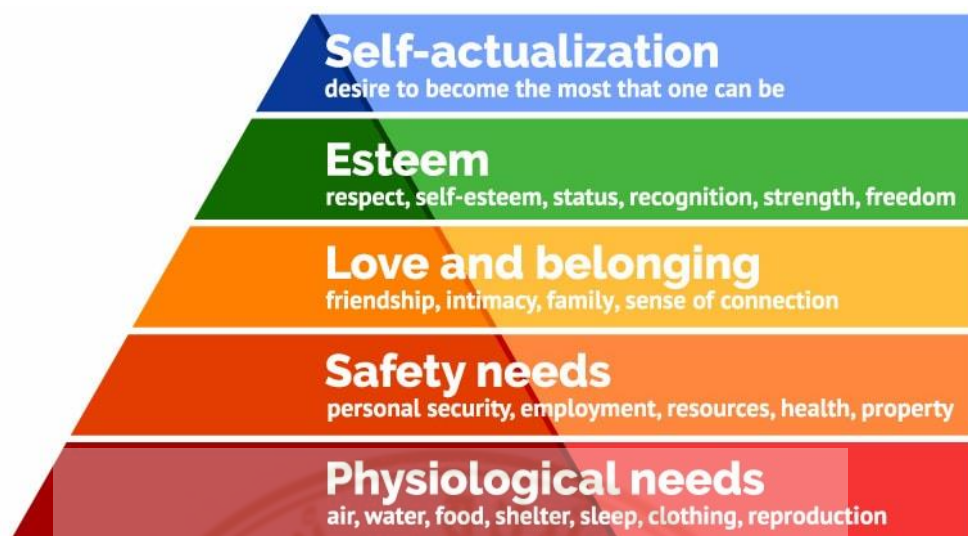 Self-actualization
desire to become the most that one can be
Esteem
respect, self-esteem, status, recognition, strength, freedom
Love and belonging
friendship, intimacy, family, sense of connection
Safety needs
personal security, employment, resources, health, property
Physiological needs
air, water, food, shelter, sleep, clothing, reproduction